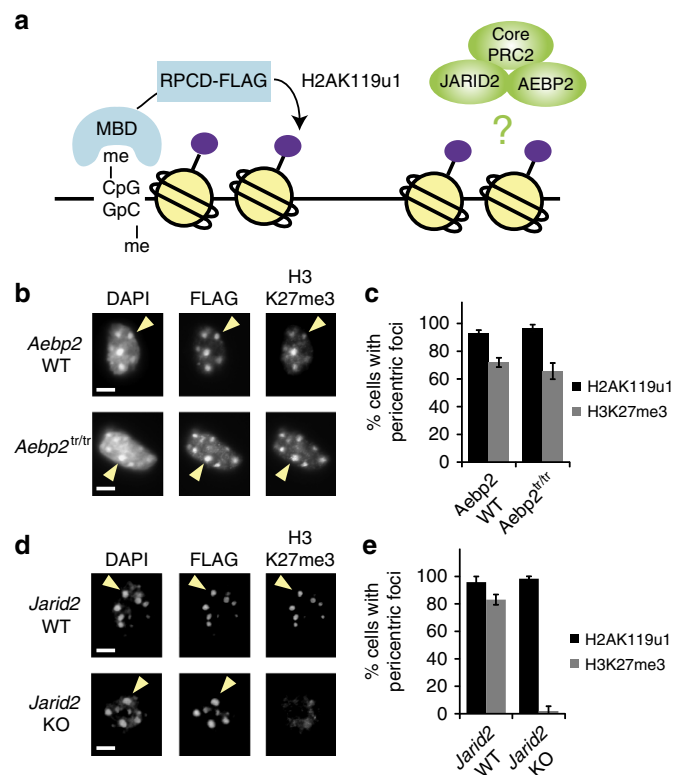 a
RPCD-FLAG
H2AK119u1
Core
PRC2
JARID2
AEBP2
MBD
?
me
CpG
GpC
me
b
DAPI
FLAG
H3
K27me3
Aebp2
WT
Aebp2tr/tr
c
% cells with
pericentric foci
100
80
60
40
20
0
H2AK119u1
H3K27me3
Aebp2
WT
Aebp2tr/tr
d
DAPI
FLAG
H3
K27me3
Jarid2
WT
Jarid2
KO
e
% cells with
pericentric foci
100
80
60
40
20
0
H2AK119u1
H3K27me3
Jarid2
WT
Jarid2
KO